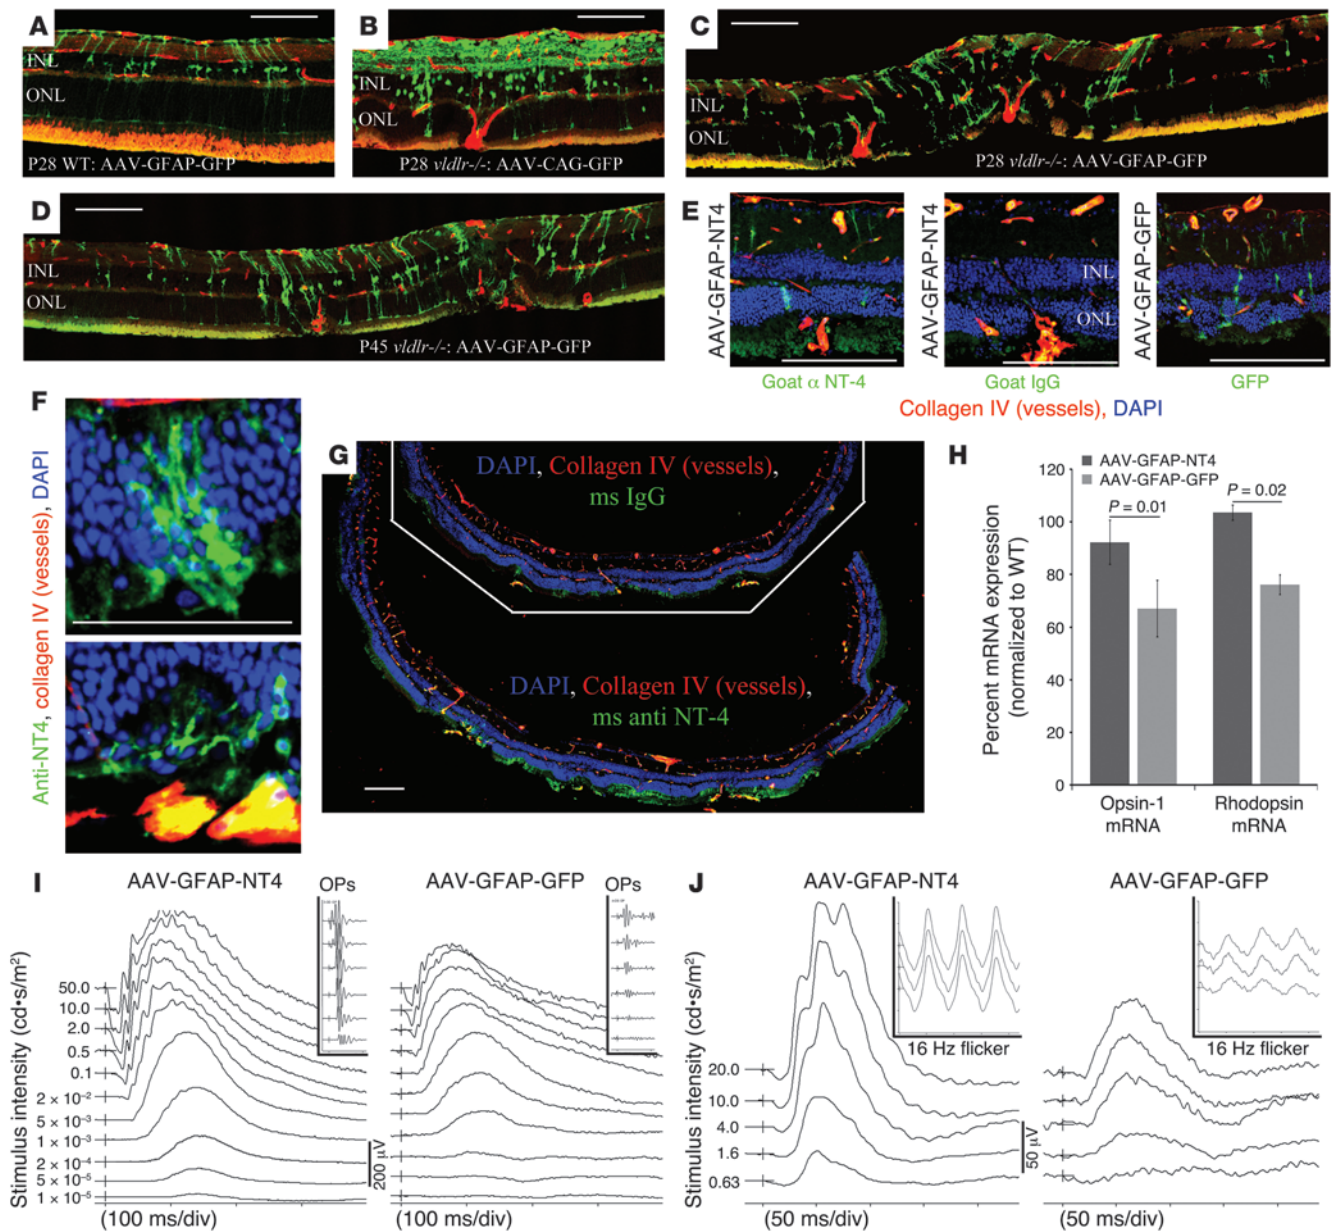 A
INL
ONL
P28 WT: AAV-GFAP-GFP
B
INL
ONL
P28 vldlr-/-: AAV-CAG-GFP
C
INL
ONL
P28 vldlr-/-: AAV-GFAP-GFP
D
INL
ONL
P45 vldlr-/-: AAV-GFAP-GFP
E
AAV-GFAP-NT4
Goat α NT-4
AAV-GFAP-NT4
INL
ONL
Goat IgG
AAV-GFAP-GFP
GFP
Collagen IV (vessels), DAPI
F
Anti-NT4, collagen IV (vessels), DAPI
G
DAPI, Collagen IV (vessels),
ms IgG
DAPI, Collagen IV (vessels),
ms anti NT-4
H
AAV-GFAP-NT4
AAV-GFAP-GFP
Percent mRNA expression
(normalized to WT)
120
100
80
60
40
20
0
P = 0.01
P = 0.02
Opsin-1
mRNA
Rhodopsin
mRNA
I
AAV-GFAP-NT4
OPs
AAV-GFAP-GFP
OPs
Stimulus intensity (cd•s/m²)
50.0
10.0
2.0
0.5
0.1
2 × 10⁻²
5 × 10⁻³
1 × 10⁻³
2 × 10⁻⁴
5 × 10⁻⁵
1 × 10⁻⁵
200 µV
(100 ms/div)
(100 ms/div)
J
AAV-GFAP-NT4
16 Hz flicker
AAV-GFAP-GFP
16 Hz flicker
Stimulus intensity (cd•s/m²)
20.0
10.0
4.0
1.6
0.63
50 µV
(50 ms/div)
(50 ms/div)